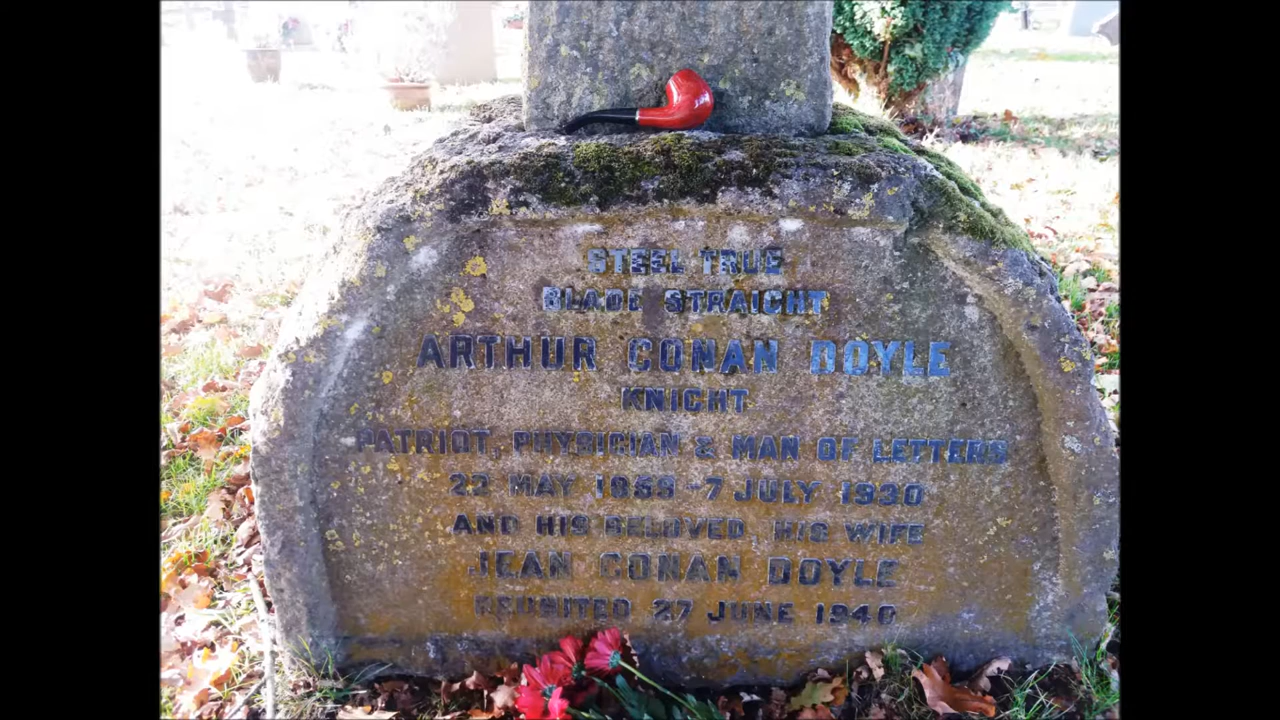 STEEL TRUE
BLADE STRAIGHT
ARTHUR CONAN DOYLE
KNIGHT
PATRIOT, PHYSICIAN & MAN OF LETTERS
22 MAY 1859 - 7 JULY 1930
AND HIS BELOVED, HIS WIFE
JEAN CONAN DOYLE
REUNITED 27 JUNE 1940